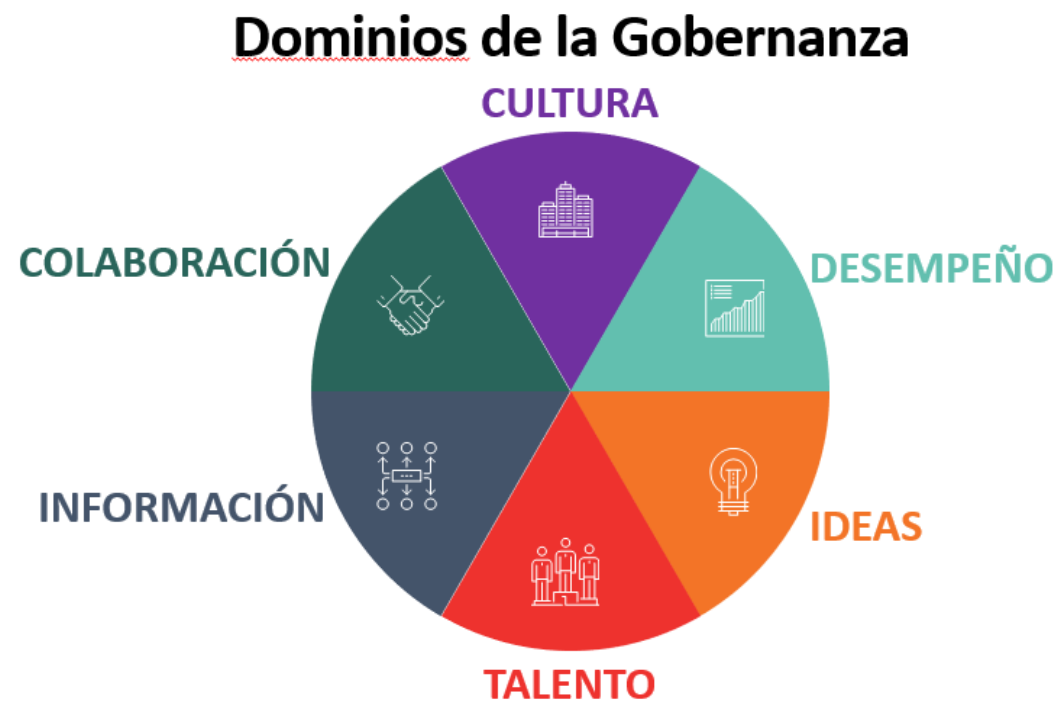 Dominios de la Gobernanza
CULTURA
COLABORACIÓN
DESEMPEÑO
INFORMACIÓN
IDEAS
TALENTO